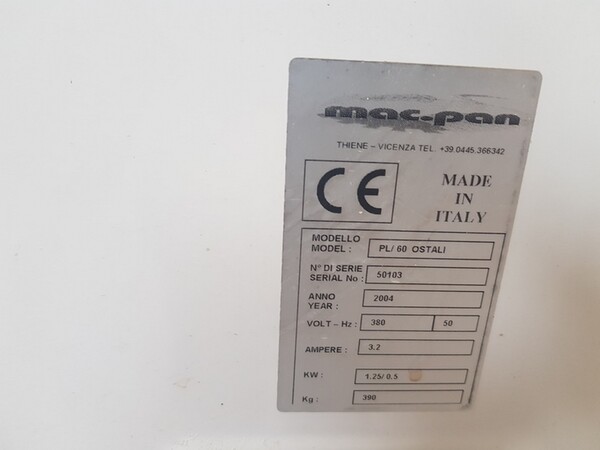 mac.pan
THIENE – VICENZA TEL. +39.0445.366342
CE
MADE
IN
ITALY
MODELLO
MODEL : PL/ 60 OSTALI
N° DI SERIE
SERIAL No : 50103
ANNO
YEAR : 2004
VOLT – Hz : 380 50
AMPERE : 3.2
KW : 1.25/ 0.5
Kg : 390